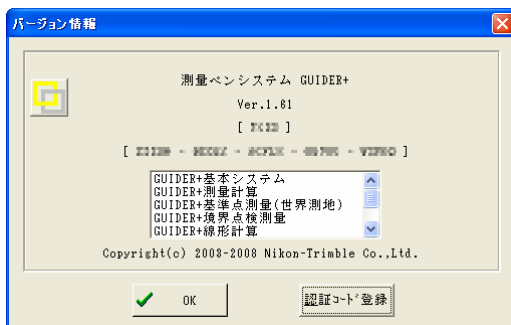 バージョン情報
測量ペンシステム GUIDER+
Ver.1.61
GUIDER+基本システム
GUIDER+測量計算
GUIDER+基準点測量(世界測地)
GUIDER+境界点検測量
GUIDER+線形計算
Copyright(c) 2003-2008 Nikon-Trimble Co.,Ltd.
OK
認証コード登録